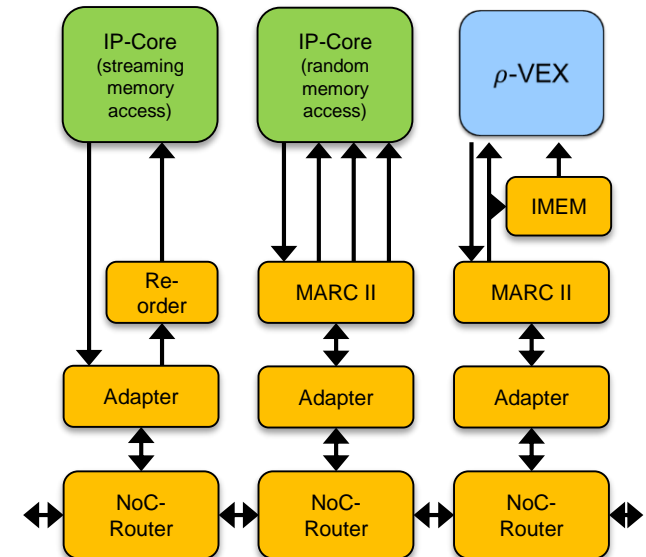 IP-Core
(streaming
memory
access)
IP-Core
(random
memory
access)
ρ-VEX
IMEM
Re-
order
MARC II
MARC II
Adapter
Adapter
Adapter
NoC-
Router
NoC-
Router
NoC-
Router